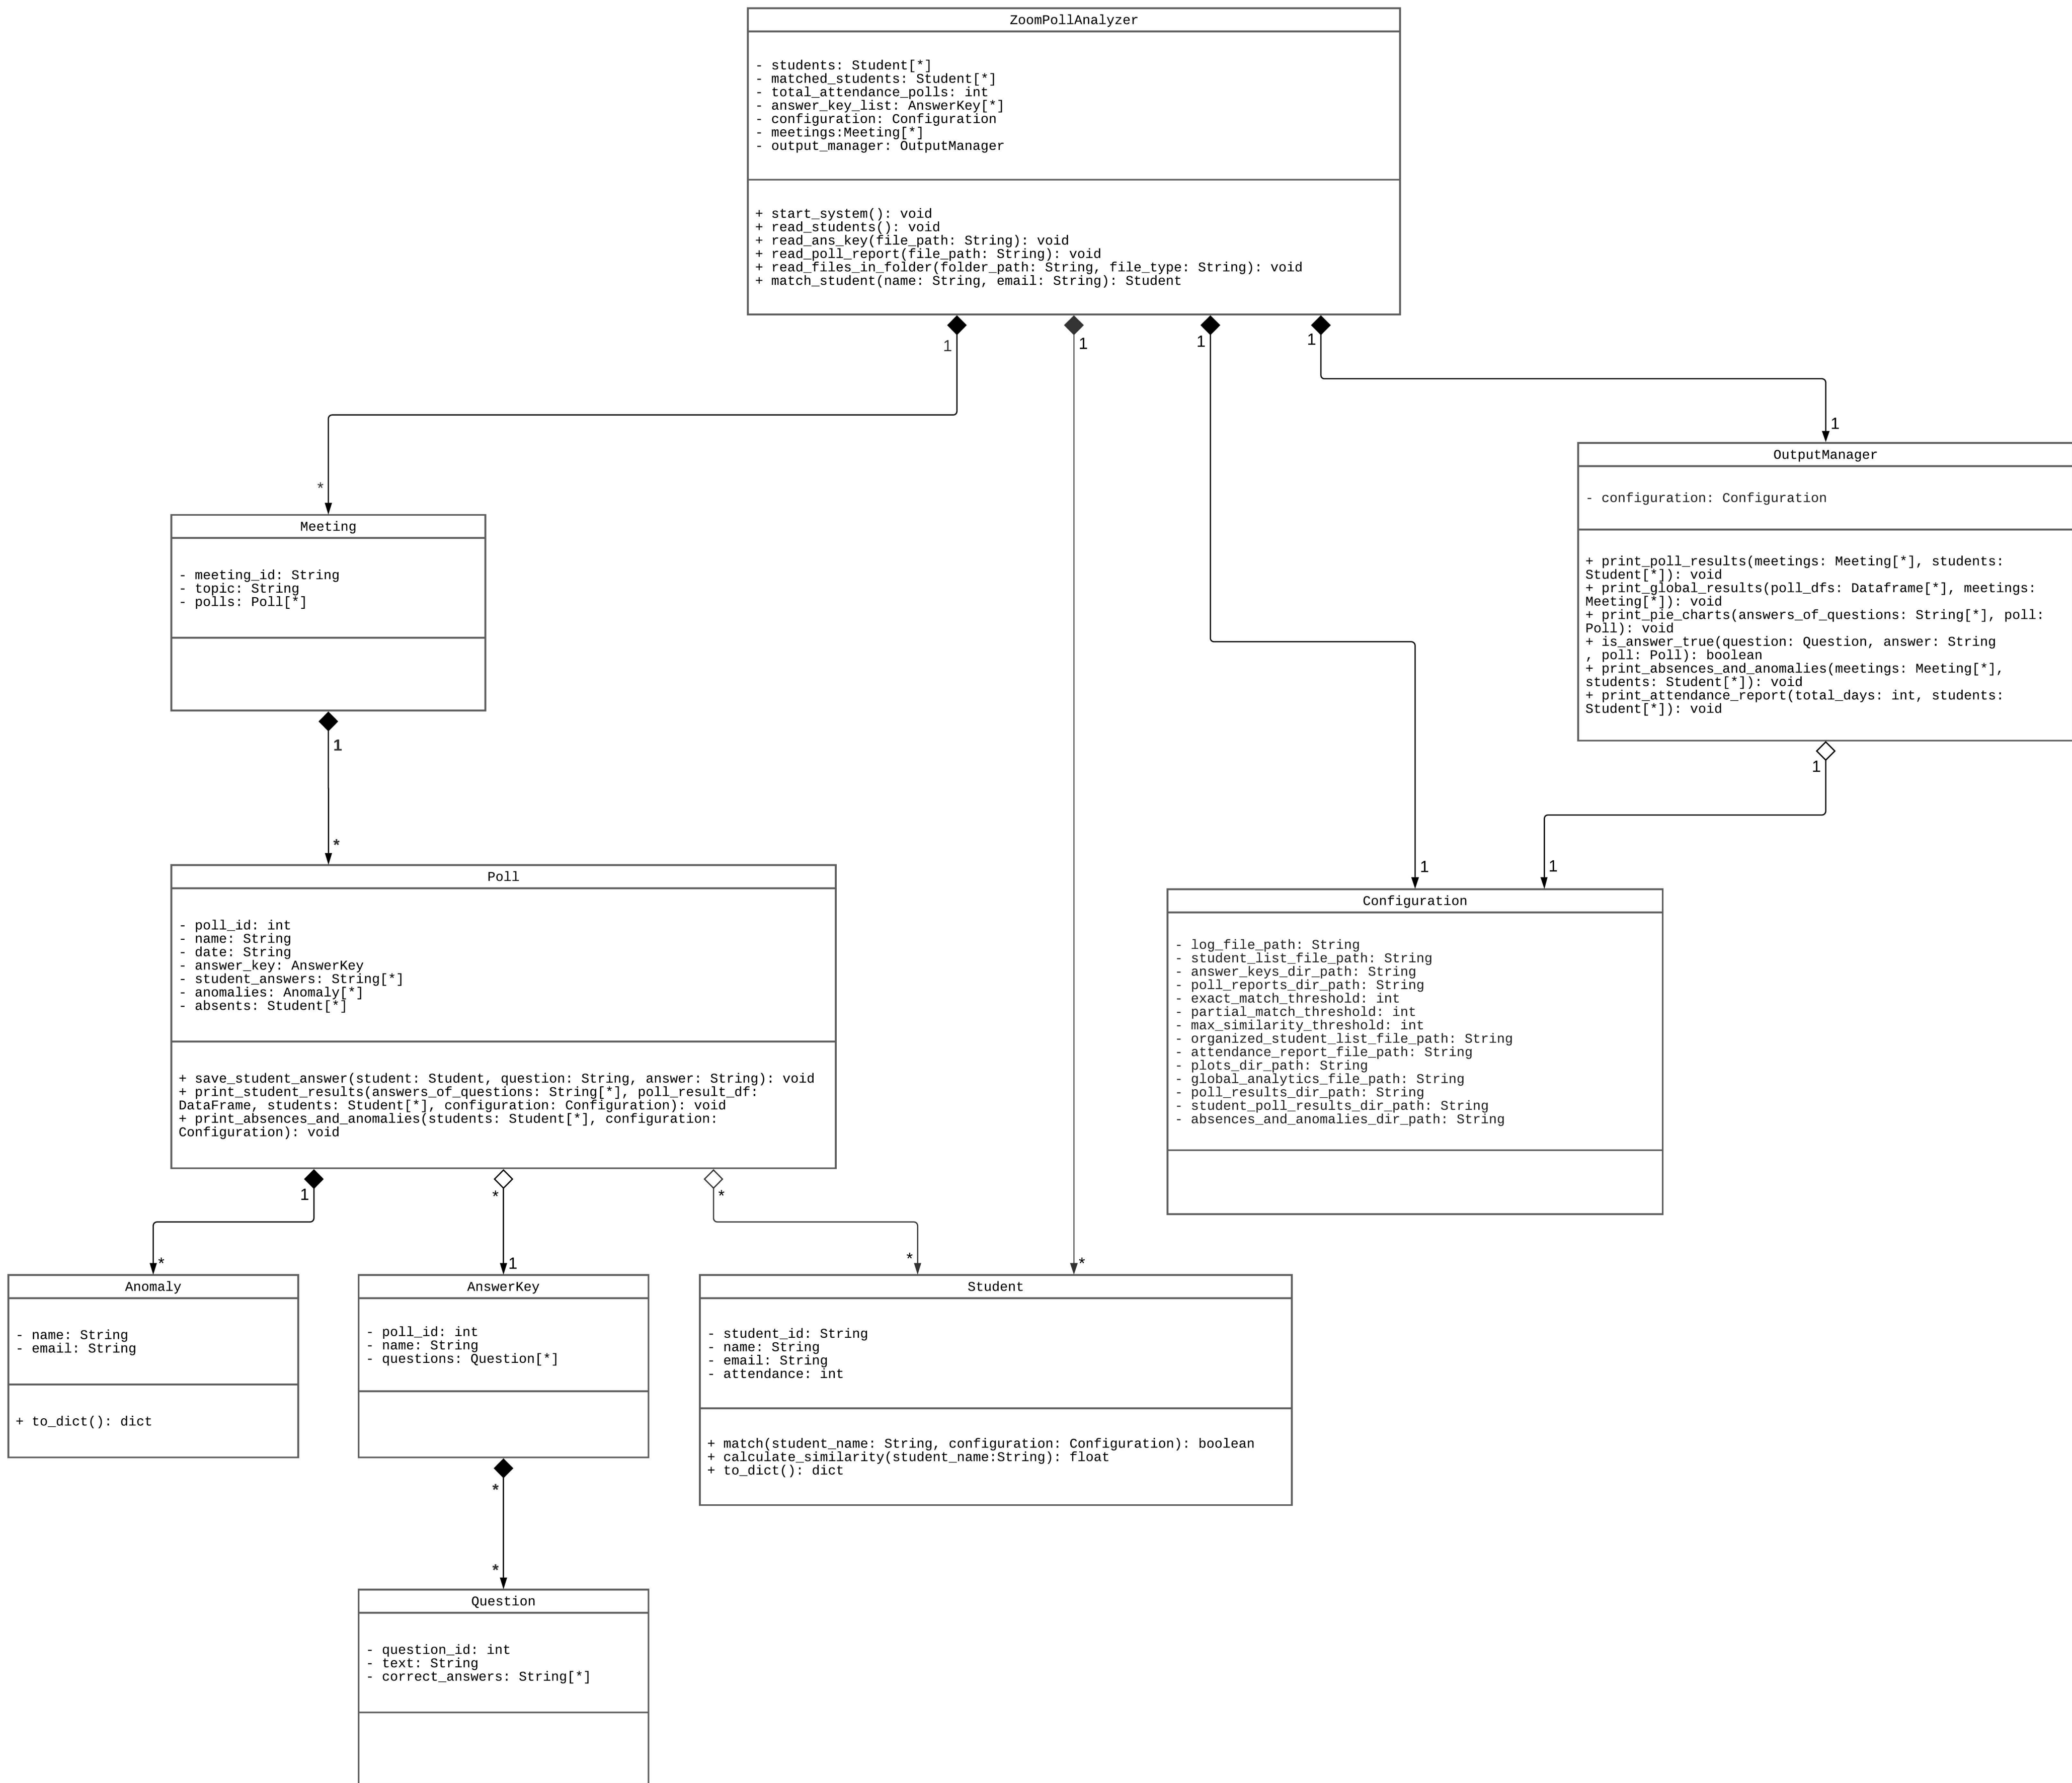 ZoomPollAnalyzer
- students: Student[*]
- matched_students: Student[*]
- total_attendance_polls: int
- answer_key_list: AnswerKey[*]
- configuration: Configuration
- meetings:Meeting[*]
- output_manager: OutputManager
+ start_system(): void
+ read_students(): void
+ read_ans_key(file_path: String): void
+ read_poll_report(file_path: String): void
+ read_files_in_folder(folder_path: String, file_type: String): void
+ match_student(name: String, email: String): Student
1
1
1
1
1
*
OutputManager
- configuration: Configuration
+ print_poll_results(meetings: Meeting[*], students:
Student[*]): void
+ print_global_results(poll_dfs: Dataframe[*], meetings:
Meeting[*]): void
+ print_pie_charts(answers_of_questions: String[*], poll:
Poll): void
+ is_answer_true(question: Question, answer: String
, poll: Poll): boolean
+ print_absences_and_anomalies(meetings: Meeting[*],
students: Student[*]): void
+ print_attendance_report(total_days: int, students:
Student[*]): void
Meeting
- meeting_id: String
- topic: String
- polls: Poll[*]
1
1
*
1
1
Poll
- poll_id: int
- name: String
- date: String
- answer_key: AnswerKey
- student_answers: String[*]
- anomalies: Anomaly[*]
- absents: Student[*]
+ save_student_answer(student: Student, question: String, answer: String): void
+ print_student_results(answers_of_questions: String[*], poll_result_df:
DataFrame, students: Student[*], configuration: Configuration): void
+ print_absences_and_anomalies(students: Student[*], configuration:
Configuration): void
Configuration
- log_file_path: String
- student_list_file_path: String
- answer_keys_dir_path: String
- poll_reports_dir_path: String
- exact_match_threshold: int
- partial_match_threshold: int
- max_similarity_threshold: int
- organized_student_list_file_path: String
- attendance_report_file_path: String
- plots_dir_path: String
- global_analytics_file_path: String
- poll_results_dir_path: String
- student_poll_results_dir_path: String
- absences_and_anomalies_dir_path: String
1
*
*
*
1
*
*
Anomaly
- name: String
- email: String
+ to_dict(): dict
AnswerKey
- poll_id: int
- name: String
- questions: Question[*]
Student
- student_id: String
- name: String
- email: String
- attendance: int
+ match(student_name: String, configuration: Configuration): boolean
+ calculate_similarity(student_name:String): float
+ to_dict(): dict
*
*
Question
- question_id: int
- text: String
- correct_answers: String[*]